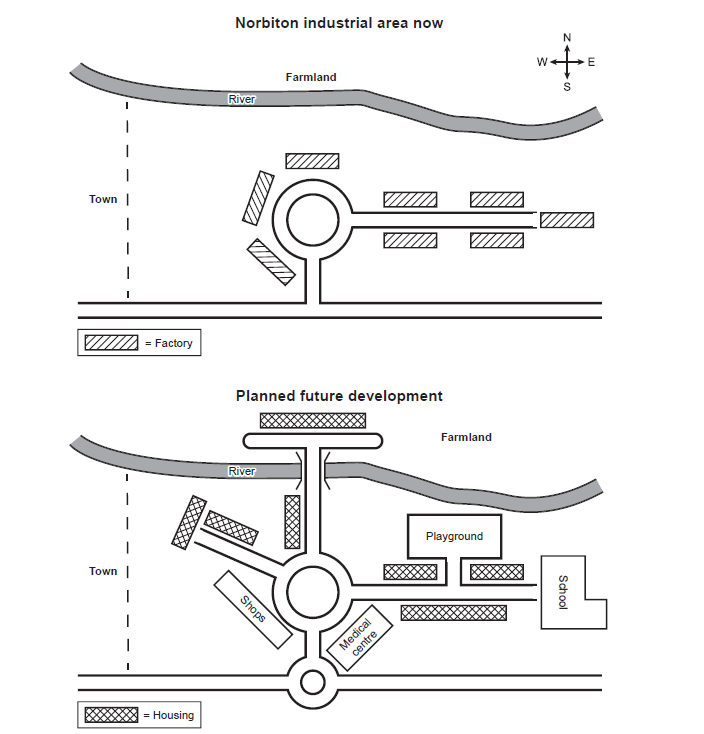 Norbiton industrial area now
N
W E
S
Farmland
River
Town
= Factory
Planned future development
Farmland
River
Playground
Town
School
Shops
Medical
centre
= Housing